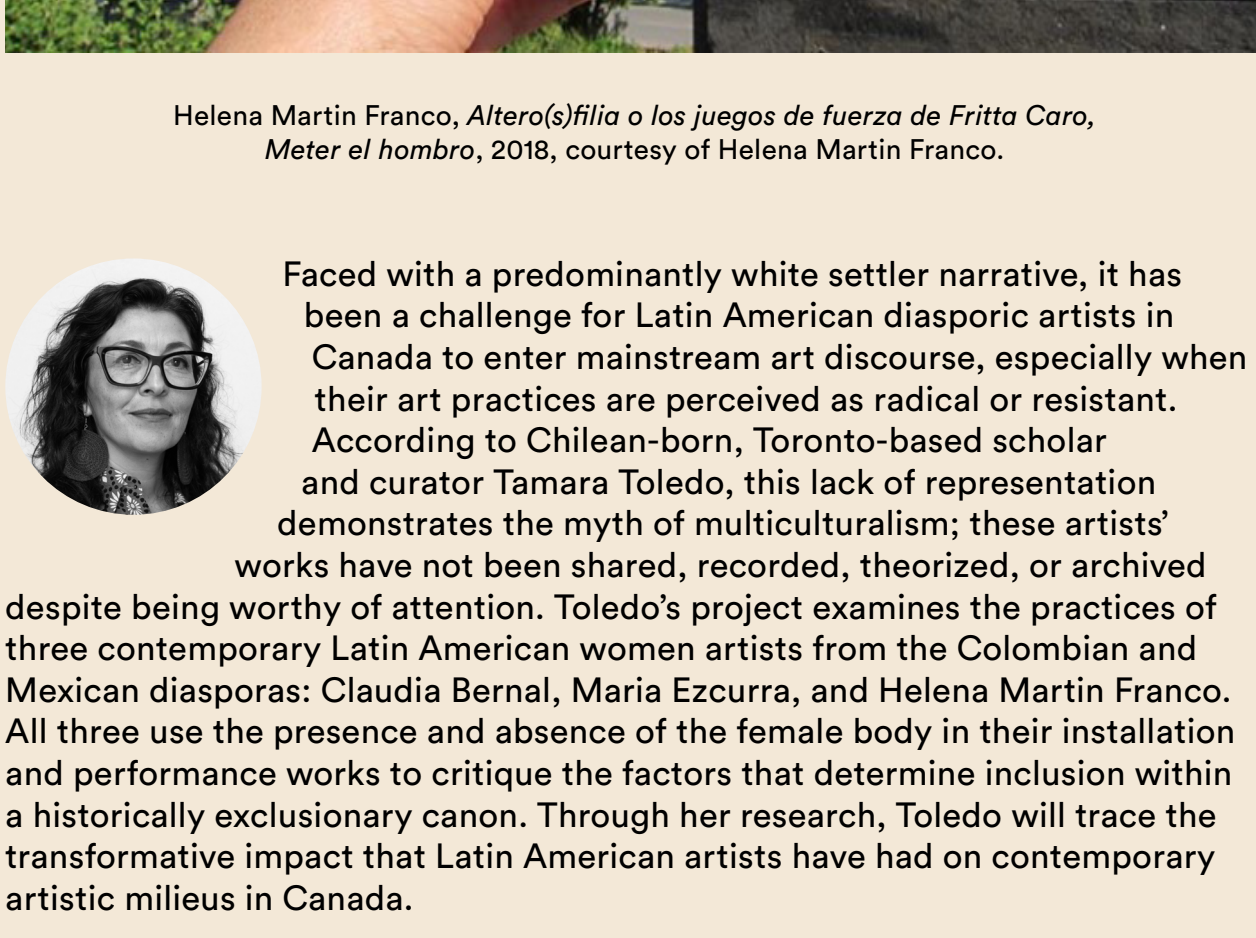 Helena Martin Franco, Altero(s)filia o los juegos de fuerza de Fritta Caro,
Meter el hombro, 2018, courtesy of Helena Martin Franco.
Faced with a predominantly white settler narrative, it has
been a challenge for Latin American diasporic artists in
Canada to enter mainstream art discourse, especially when
their art practices are perceived as radical or resistant.
According to Chilean-born, Toronto-based scholar
and curator Tamara Toledo, this lack of representation
demonstrates the myth of multiculturalism; these artists’
works have not been shared, recorded, theorized, or archived
despite being worthy of attention. Toledo’s project examines the practices of
three contemporary Latin American women artists from the Colombian and
Mexican diasporas: Claudia Bernal, Maria Ezcurra, and Helena Martin Franco.
All three use the presence and absence of the female body in their installation
and performance works to critique the factors that determine inclusion within
a historically exclusionary canon. Through her research, Toledo will trace the
transformative impact that Latin American artists have had on contemporary
artistic milieus in Canada.